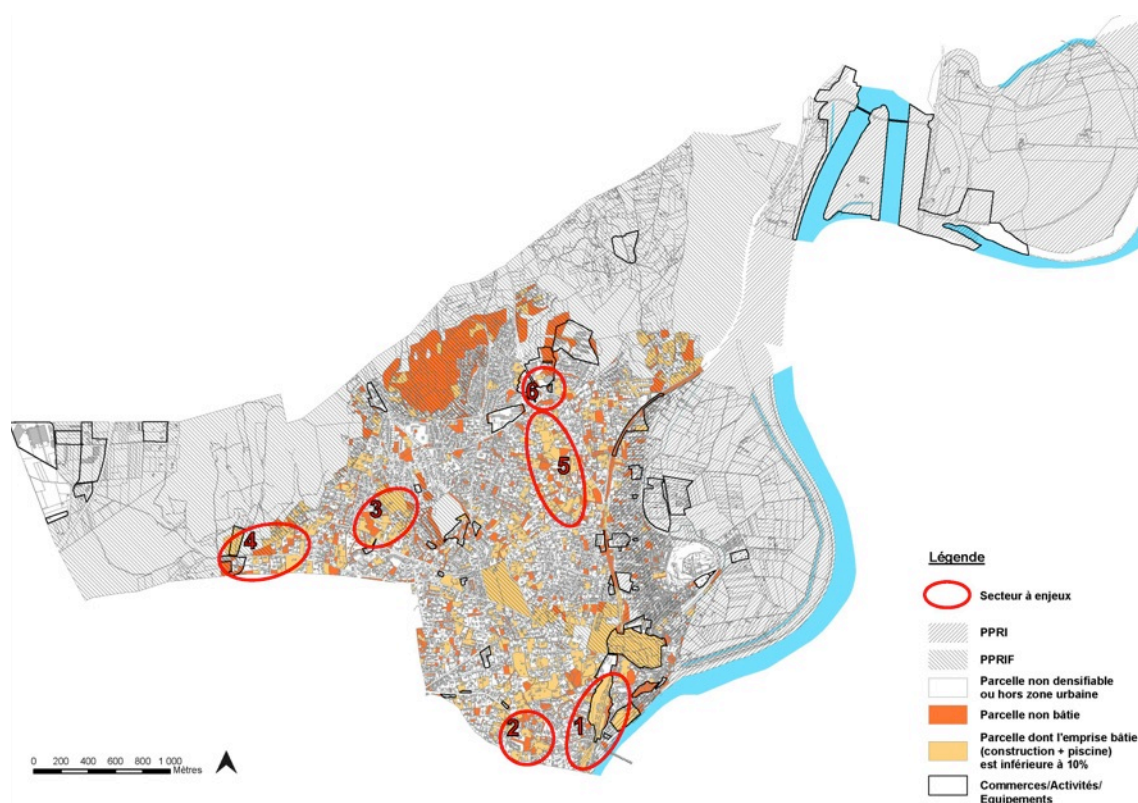 6
5
3
4
2
1
Légende
Secteur à enjeux
PPRI
PPRIF
Parcelle non densifiable
ou hors zone urbaine
Parcelle non bâtie
Parcelle dont l'emprise bâtie
(construction + piscine)
est inférieure à 10%
Commerces/Activités/
Equipements
0 200 400 600 800 1 000
Mètres